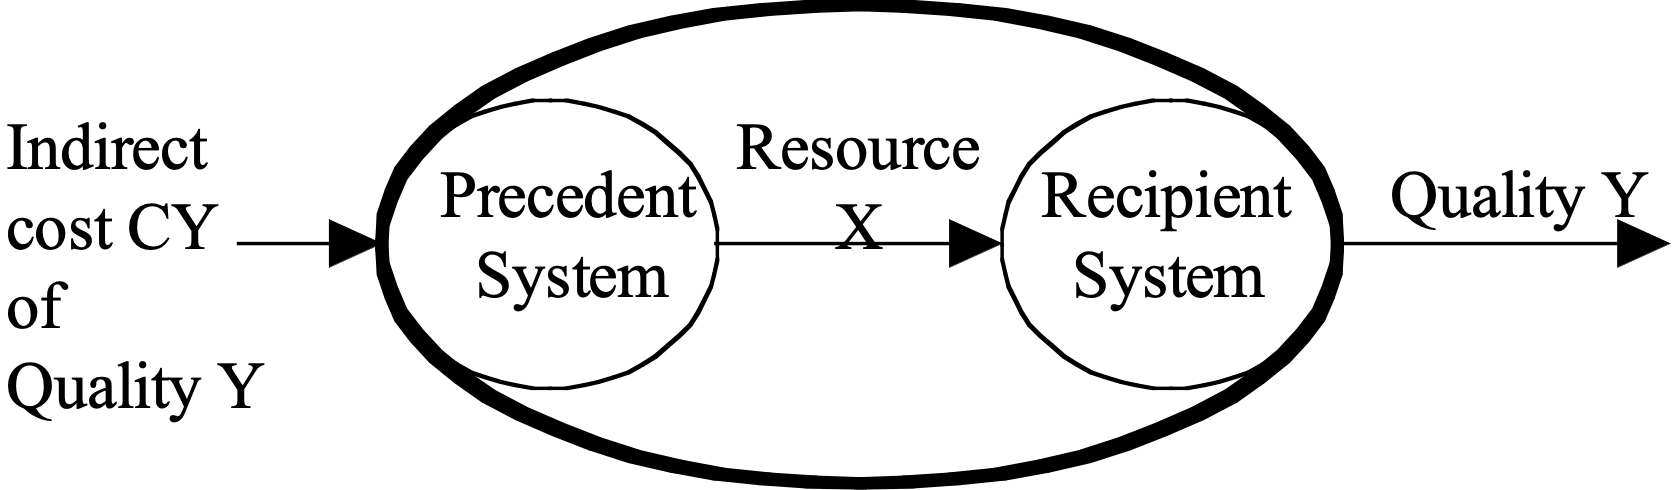 Indirect
cost CY
of
Quality Y
Precedent
System
Resource
X
Recipient
System
Quality Y